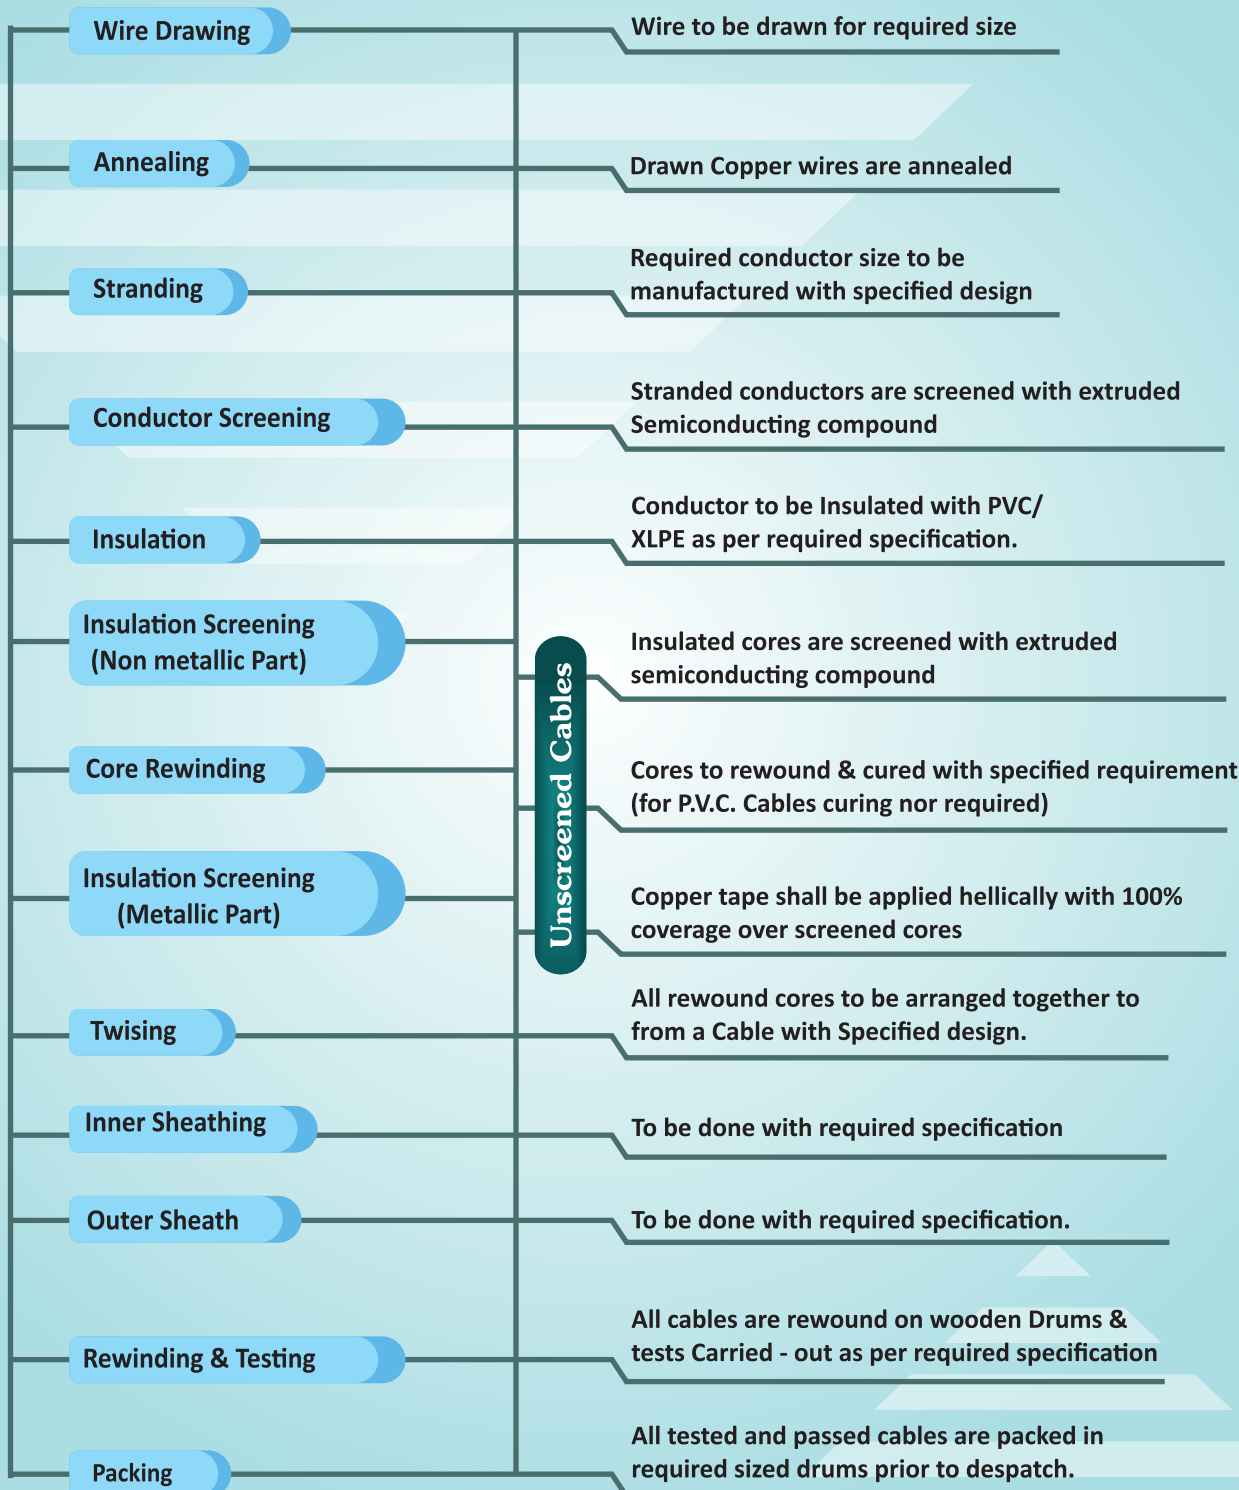 Wire Drawing
Wire to be drawn for required size
Annealing
Drawn Copper wires are annealed
Stranding
Required conductor size to be
manufactured with specified design
Conductor Screening
Stranded conductors are screened with extruded
Semiconducting compound
Insulation
Conductor to be Insulated with PVC/
XLPE as per required specification.
Insulation Screening
(Non metallic Part)
Unscreened Cables
Insulated cores are screened with extruded
semiconducting compound
Core Rewinding
Cores to rewound & cured with specified requirement
(for P.V.C. Cables curing nor required)
Insulation Screening
(Metallic Part)
Copper tape shall be applied hellically with 100%
coverage over screened cores
Twising
All rewound cores to be arranged together to
from a Cable with Specified design.
Inner Sheathing
To be done with required specification
Outer Sheath
To be done with required specification.
Rewinding & Testing
All cables are rewound on wooden Drums &
tests Carried - out as per required specification
Packing
All tested and passed cables are packed in
required sized drums prior to despatch.